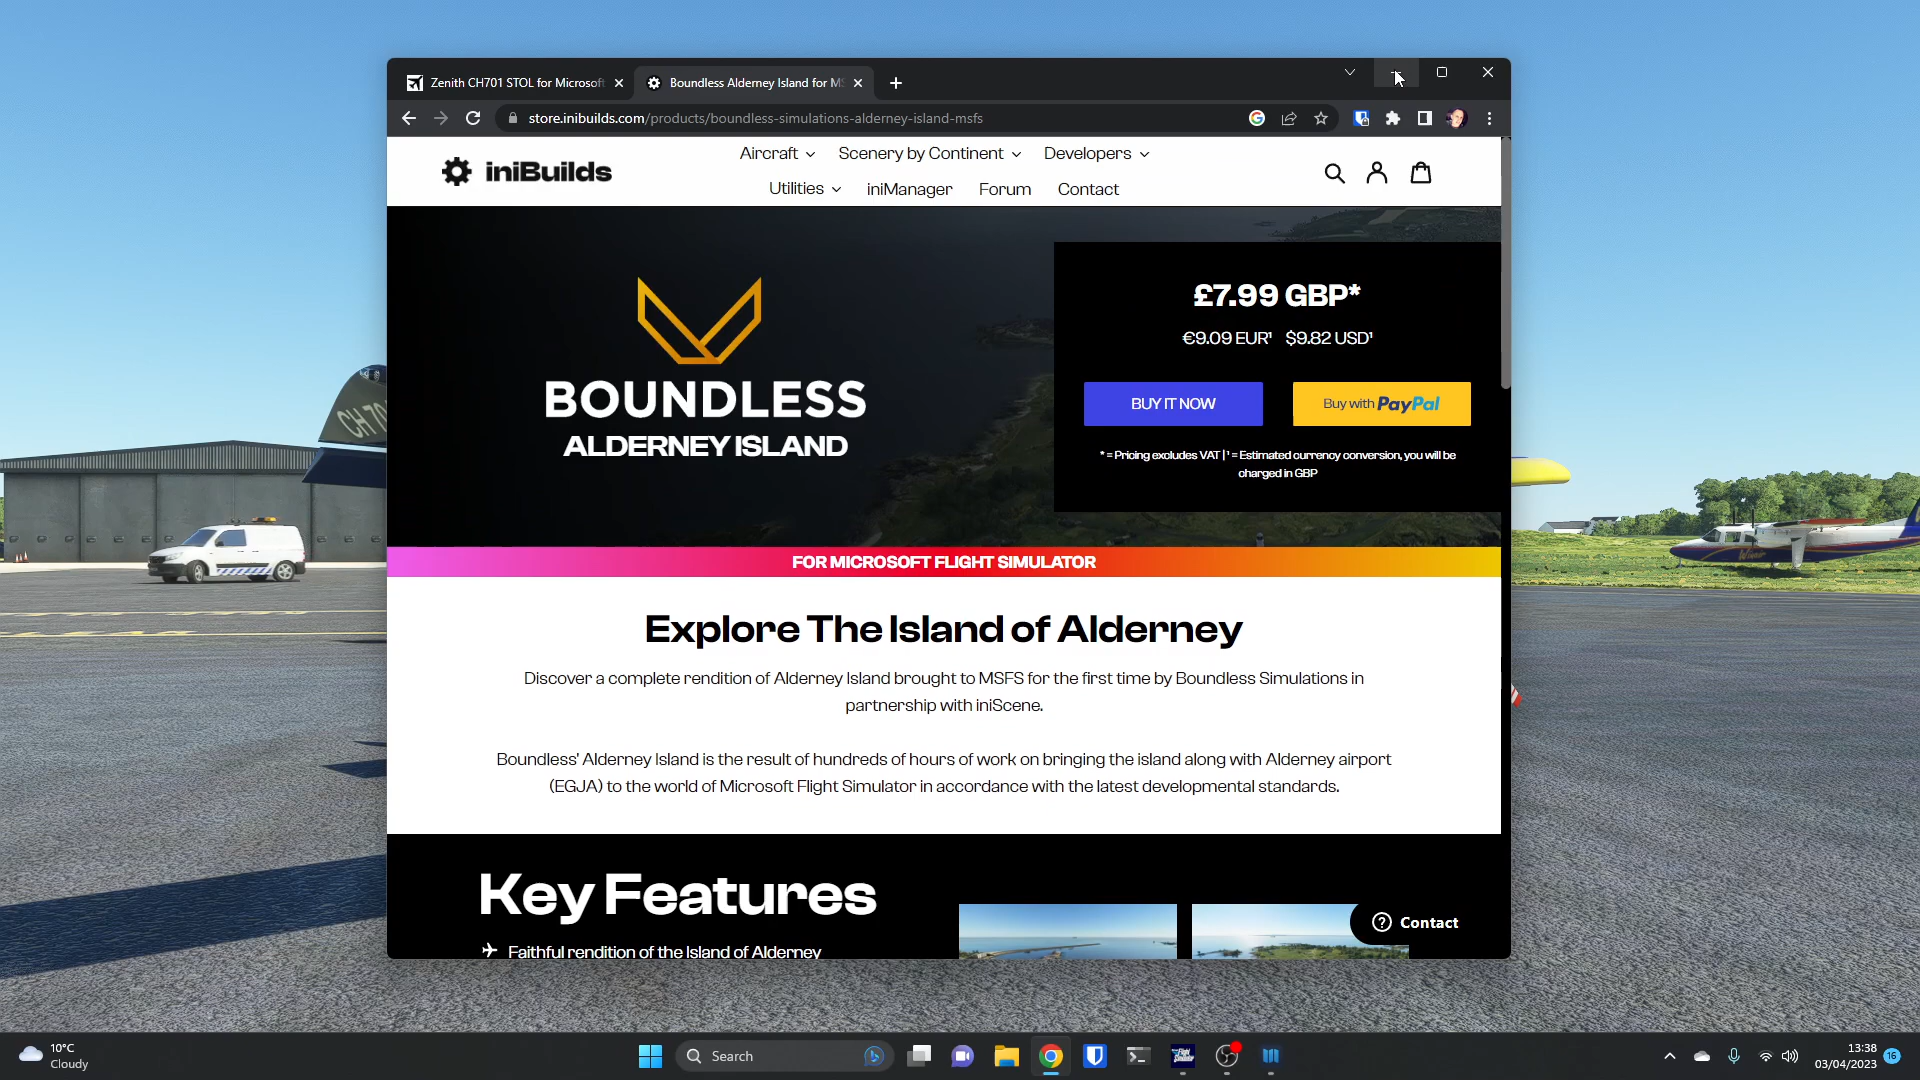 Zenith CH701 STOL for Microsoft
Boundless Alderney Island for MS
store.inibuilds.com/products/boundless-simulations-alderney-island-msfs
iniBuilds
Aircraft
Scenery by Continent
Developers
Utilities
iniManager
Forum
Contact
BOUNDLESS
ALDERNEY ISLAND
£7.99 GBP*
€9.09 EUR¹ $9.82 USD¹
BUY IT NOW
Buy with PayPal
* = Pricing excludes VAT | ¹ = Estimated currency conversion, you will be
charged in GBP
FOR MICROSOFT FLIGHT SIMULATOR
Explore The Island of Alderney
Discover a complete rendition of Alderney Island brought to MSFS for the first time by Boundless Simulations in
partnership with iniScene.
Boundless' Alderney Island is the result of hundreds of hours of work on bringing the island along with Alderney airport
(EGJA) to the world of Microsoft Flight Simulator in accordance with the latest developmental standards.
Key Features
Faithful rendition of the Island of Alderney
Contact
CH70
10°C
Cloudy
Search
13:38
03/04/2023
16